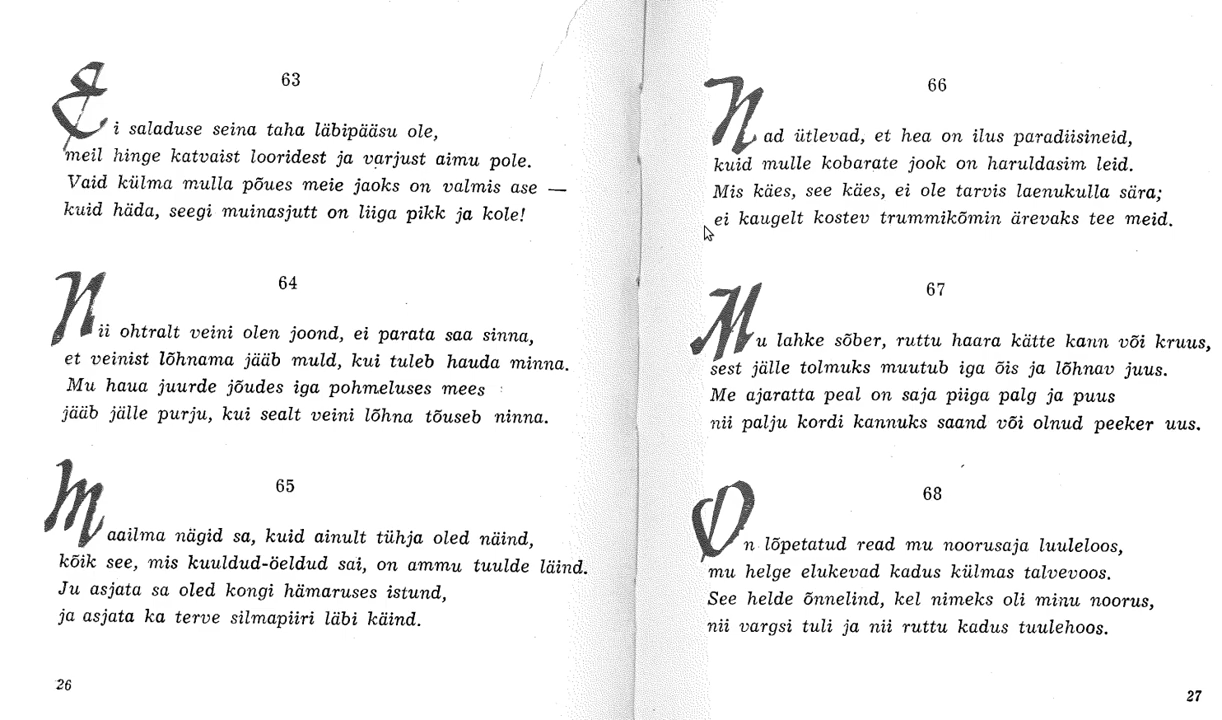 63
Ei saladuse seina taha läbipääsu ole,
meil hinge katvaist looridest ja varjust aimu pole.
Vaid külma mulla põues meie jaoks on valmis ase —
kuid häda, seegi muinasjutt on liiga pikk ja kole!
64
Nii ohtralt veini olen joond, ei parata saa sinna,
et veinist lõhnama jääb muld, kui tuleb hauda minna.
Mu haua juurde jõudes iga pohmeluses mees
jääb jälle purju, kui sealt veini lõhna tõuseb ninna.
65
Maailma nägid sa, kuid ainult tühja oled näind,
kõik see, mis kuuldud-öeldud sai, on ammu tuulde läind.
Ju asjata sa oled kongi hämaruses istund,
ja asjata ka terve silmapiiri läbi käind.
26
66
Nad ütlevad, et hea on ilus paradiisineid,
kuid mulle kobarate jook on haruldasim leid.
Mis käes, see käes, ei ole tarvis laenukulla sära;
ei kaugelt kostev trummikõmin ärevaks tee meid.
67
Mu lahke sõber, ruttu haara kätte kann või kruus,
sest jälle tolmuks muutub iga õis ja lõhnav juus.
Me ajaratta peal on saja piiga palg ja puus
nii palju kordi kannuks saand või olnud peeker uus.
68
On lõpetatud read mu noorusaja luuleloos,
mu helge elukevad kadus külmas talvevoos.
See helde õnnelind, kel nimeks oli minu noorus,
nii vargsi tuli ja nii ruttu kadus tuulehoos.
27